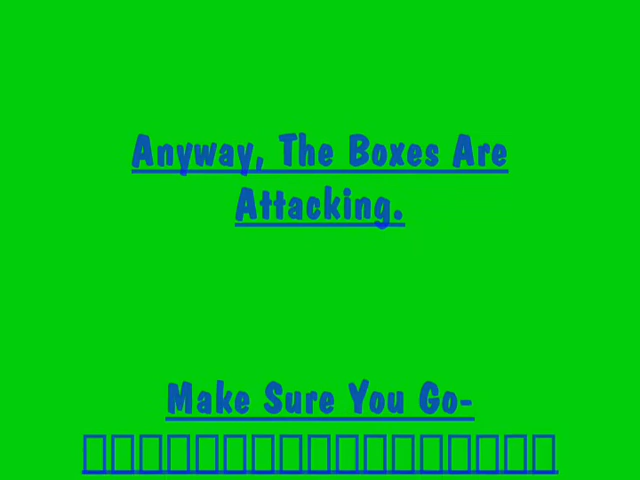 Anyway, The Boxes Are
Attacking.
Make Sure You Go-
▯▯▯▯▯▯▯▯▯▯▯▯▯▯▯▯▯